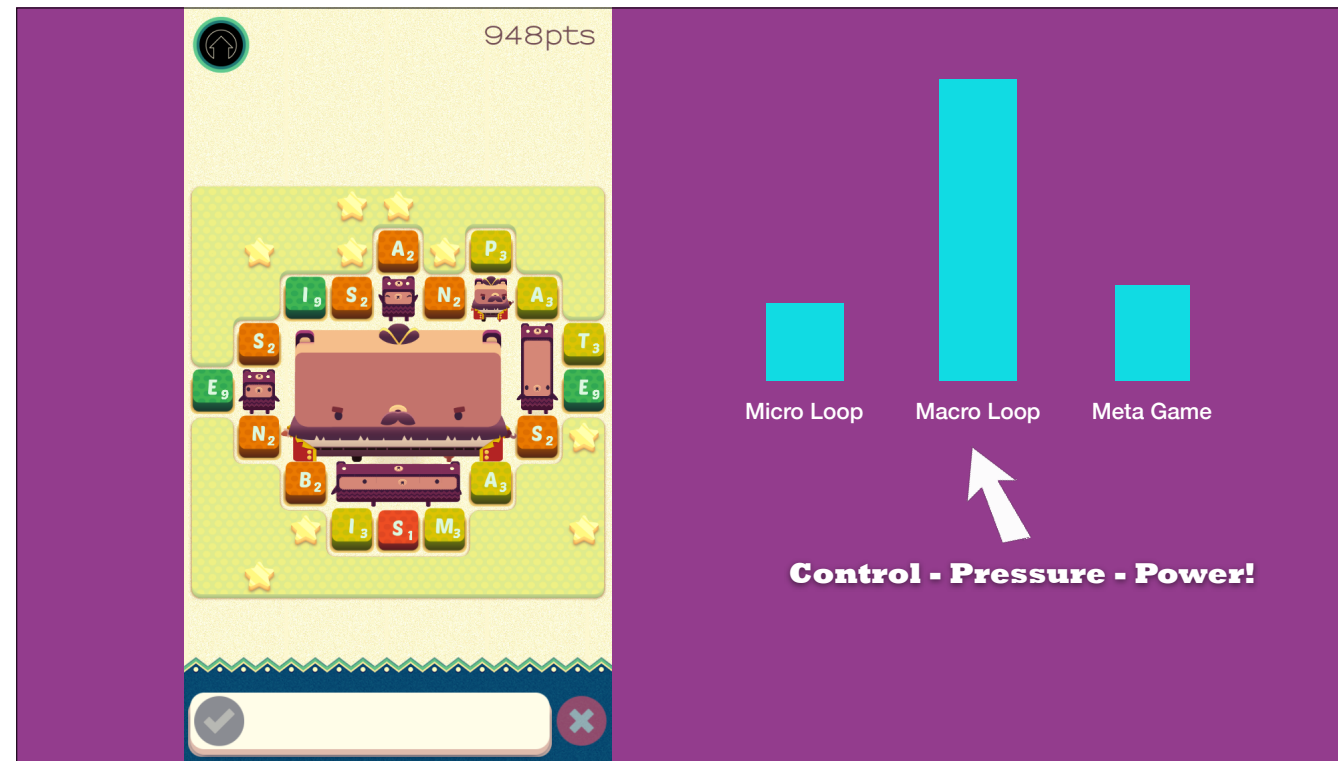 948pts
A2 P3
I9 S2 N2 A3
S2 T3
E9 E9
N2 S2
B2 A3
I3 S1 M3
Micro Loop Macro Loop Meta Game
Control - Pressure - Power!